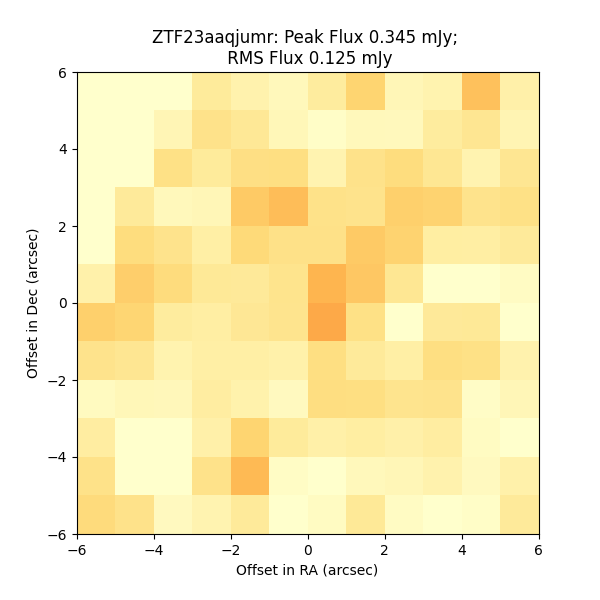 ZTF23aaqjumr: Peak Flux 0.345 mJy;
RMS Flux 0.125 mJy
6
4
2
0
−2
−4
−6
Offset in Dec (arcsec)
−6 −4 −2 0 2 4 6
Offset in RA (arcsec)